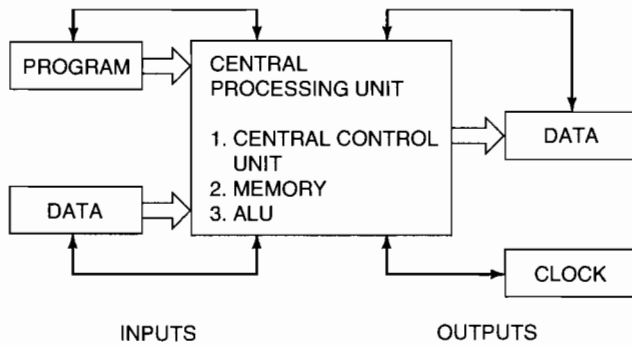 PROGRAM
CENTRAL
PROCESSING UNIT
1. CENTRAL CONTROL
UNIT
2. MEMORY
3. ALU
DATA
DATA
CLOCK
INPUTS
OUTPUTS